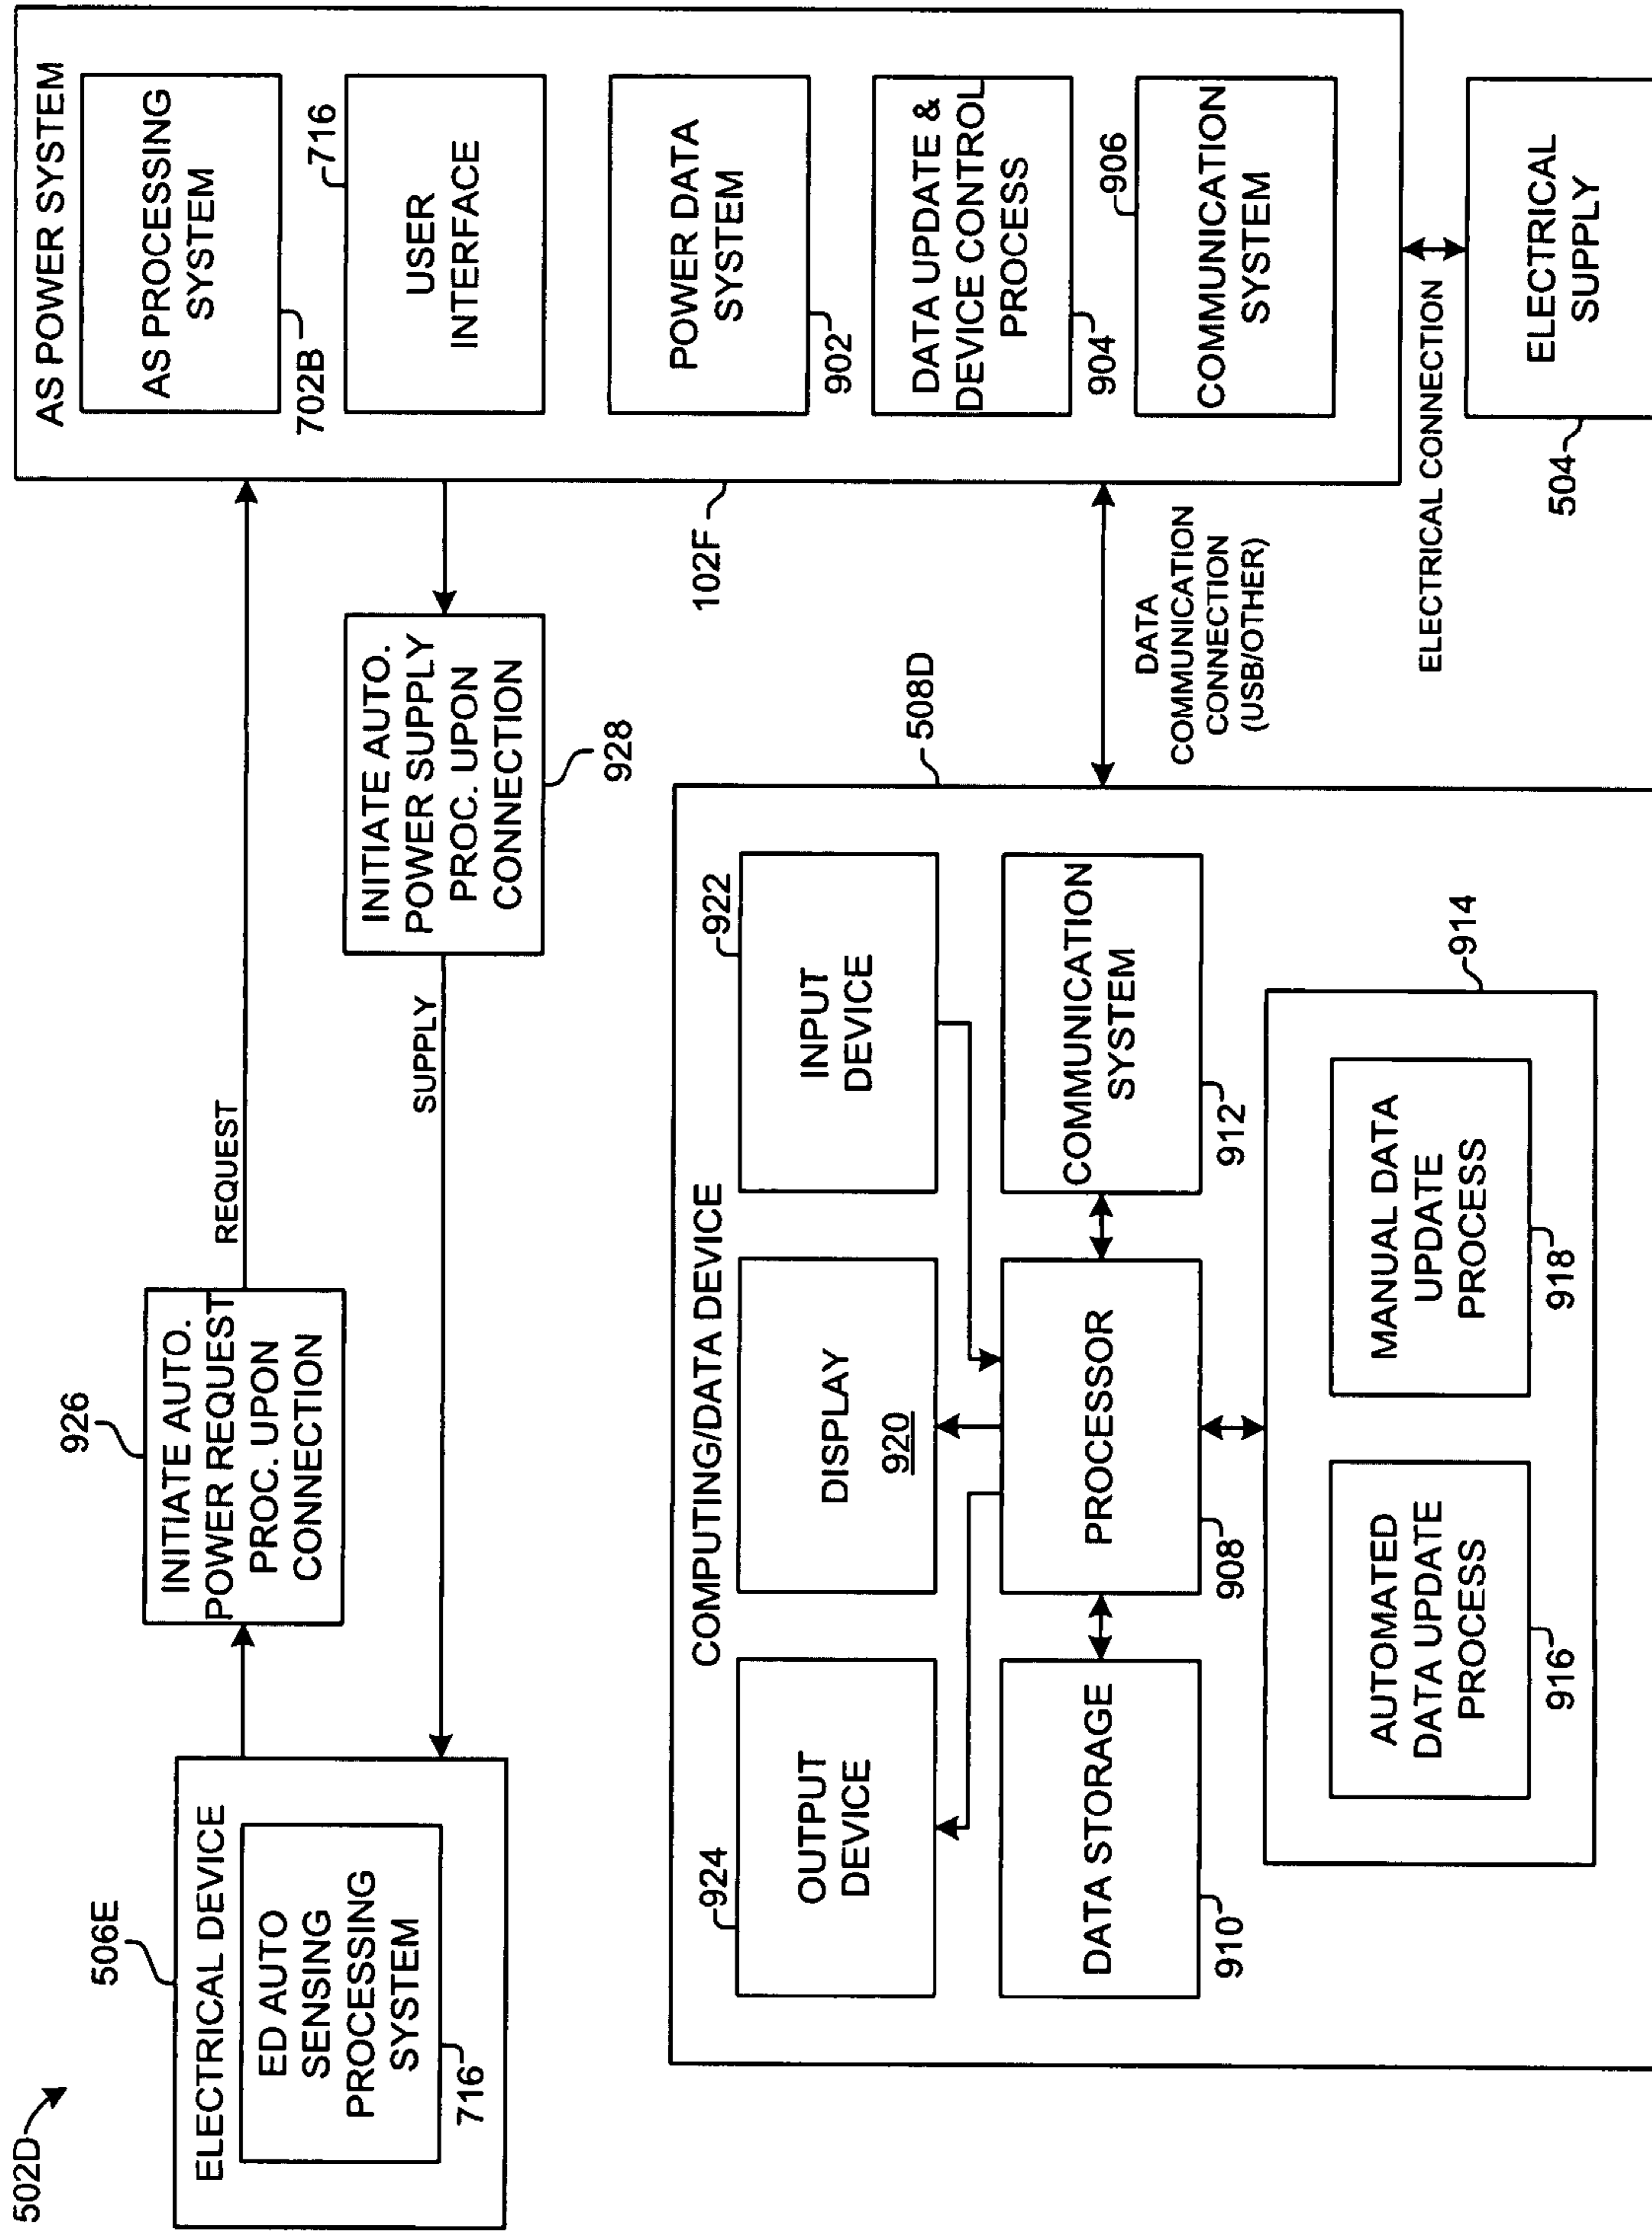 502D
506E
ELECTRICAL DEVICE
ED AUTO
SENSING
PROCESSING
SYSTEM
716
926
INITIATE AUTO.
POWER REQUEST
PROC. UPON
CONNECTION
REQUEST
SUPPLY
INITIATE AUTO.
POWER SUPPLY
PROC. UPON
CONNECTION
928
AS POWER SYSTEM
AS PROCESSING
SYSTEM
702B
716
USER
INTERFACE
102F
POWER DATA
SYSTEM
902
DATA UPDATE &
DEVICE CONTROL
PROCESS
904
906
COMMUNICATION
SYSTEM
DATA
COMMUNICATION
CONNECTION
(USB/OTHER)
ELECTRICAL CONNECTION
504
ELECTRICAL
SUPPLY
508D
COMPUTING/DATA DEVICE
924
OUTPUT
DEVICE
DISPLAY
920
922
INPUT
DEVICE
DATA STORAGE
910
PROCESSOR
908
COMMUNICATION
SYSTEM
912
914
AUTOMATED
DATA UPDATE
PROCESS
916
MANUAL DATA
UPDATE
PROCESS
918